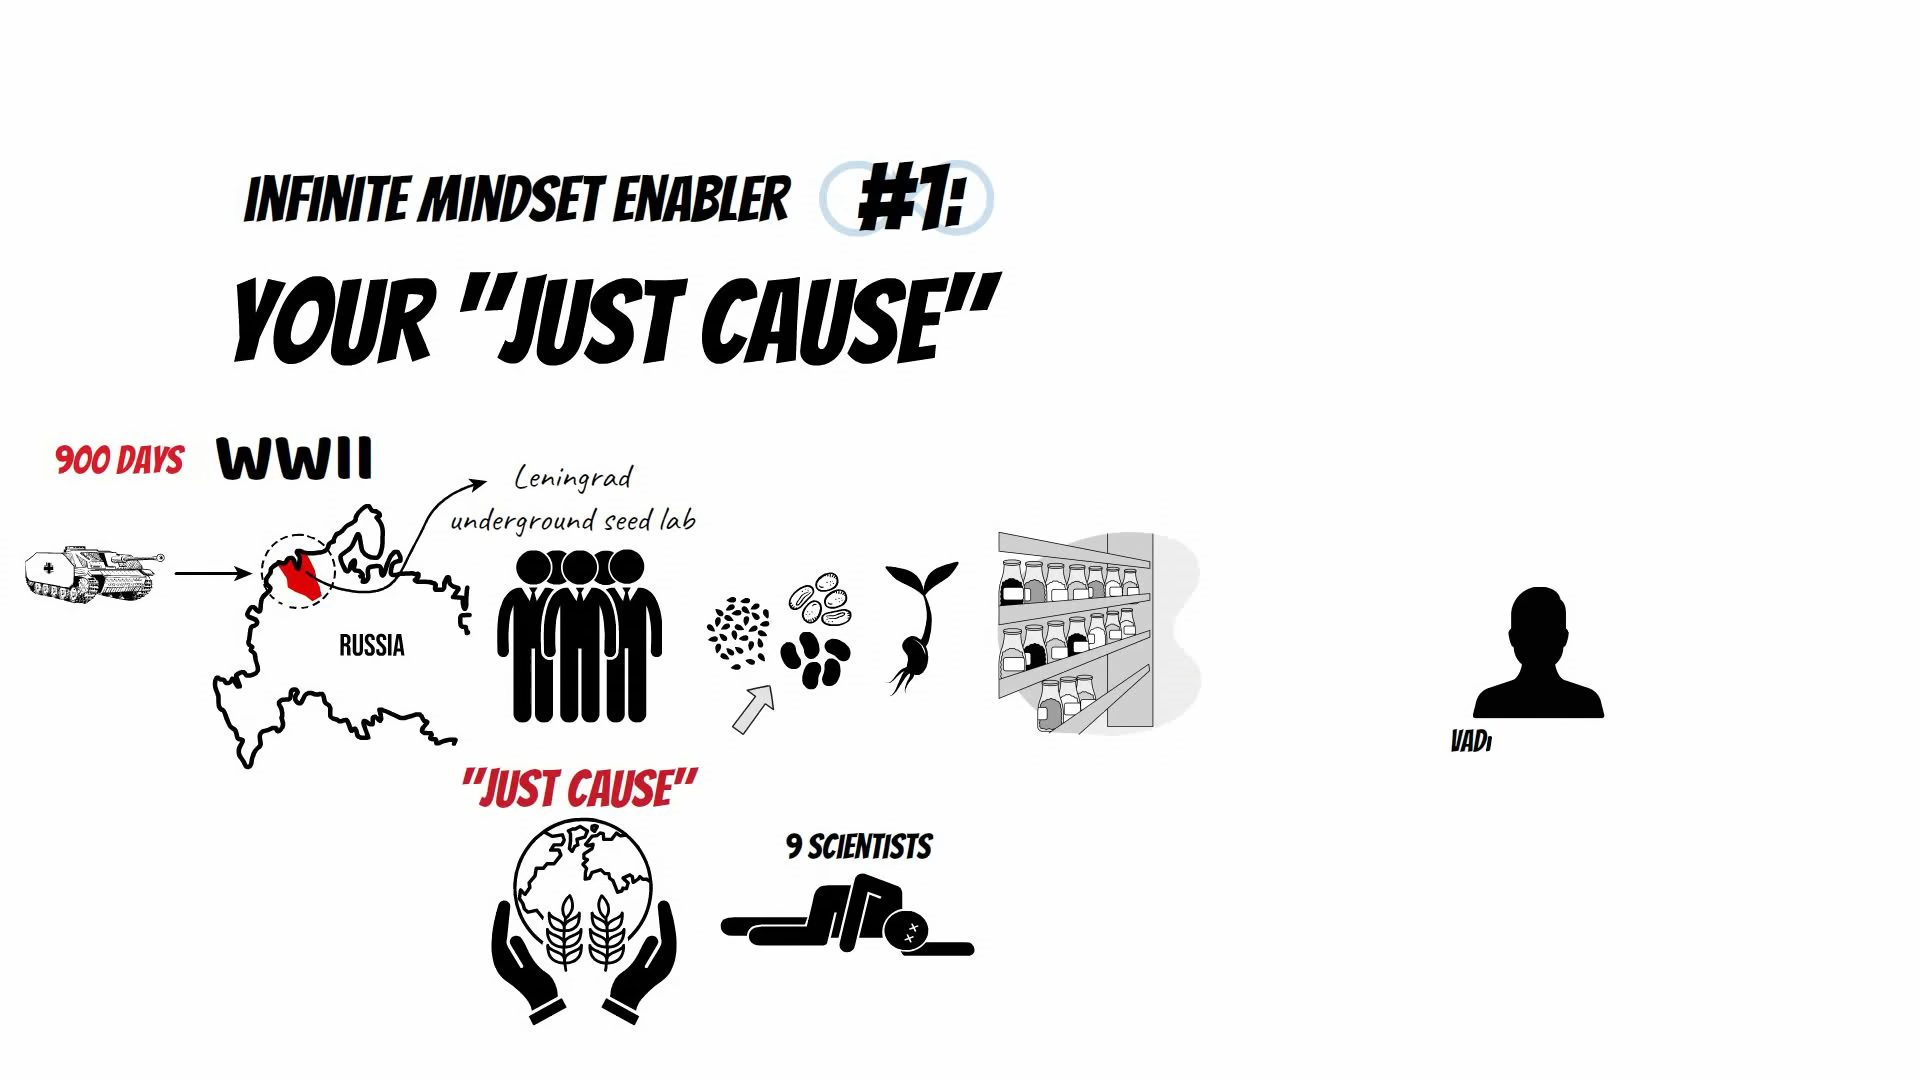 INFINITE MINDSET ENABLER #1:
YOUR "JUST CAUSE"
900 DAYS WWII
Leningrad
underground seed lab
RUSSIA
VADI
"JUST CAUSE"
9 SCIENTISTS